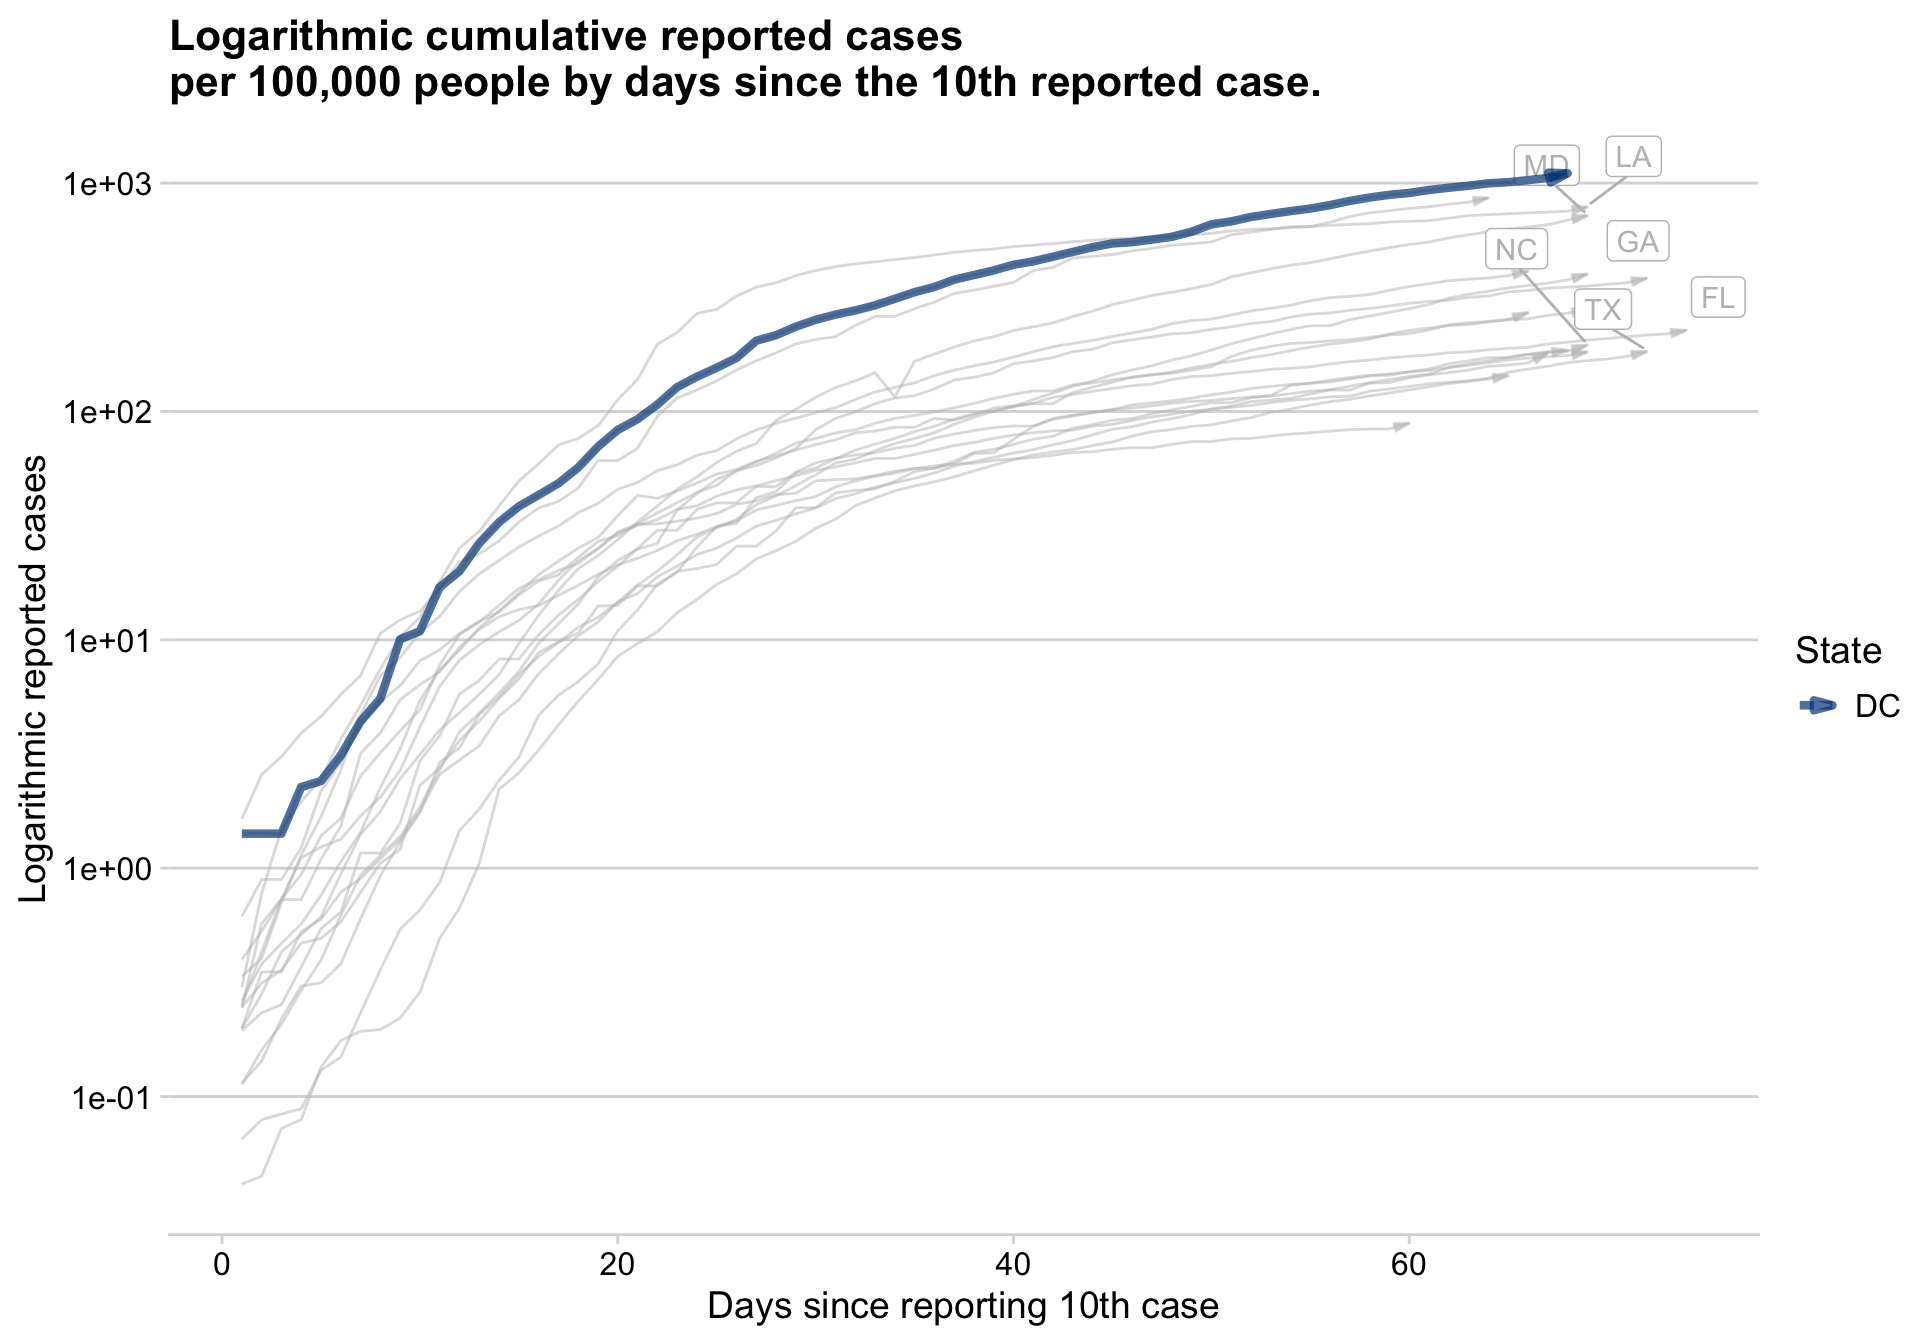 Logarithmic cumulative reported cases
per 100,000 people by days since the 10th reported case.
Logarithmic reported cases
1e+03
1e+02
1e+01
1e+00
1e-01
MD
LA
NC
GA
TX
FL
State
DC
0
20
40
60
Days since reporting 10th case